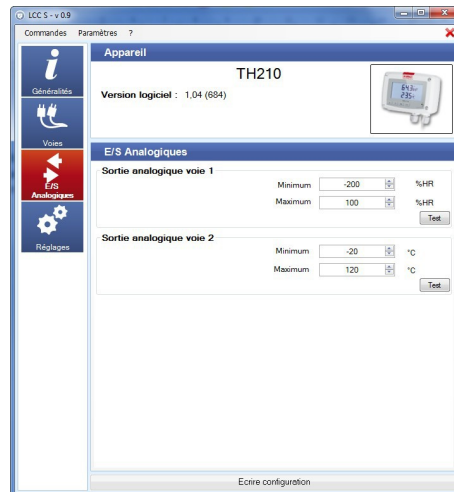 LCC S - v 0.9
Commandes Paramètres ?
Généralités
Voies
E/S
Analogiques
Réglages
Appareil
TH210
Version logiciel : 1,04 (684)
E/S Analogiques
Sortie analogique voie 1
Minimum -200 %HR
Maximum 100 %HR
Test
Sortie analogique voie 2
Minimum -20 °C
Maximum 120 °C
Test
Ecrire configuration